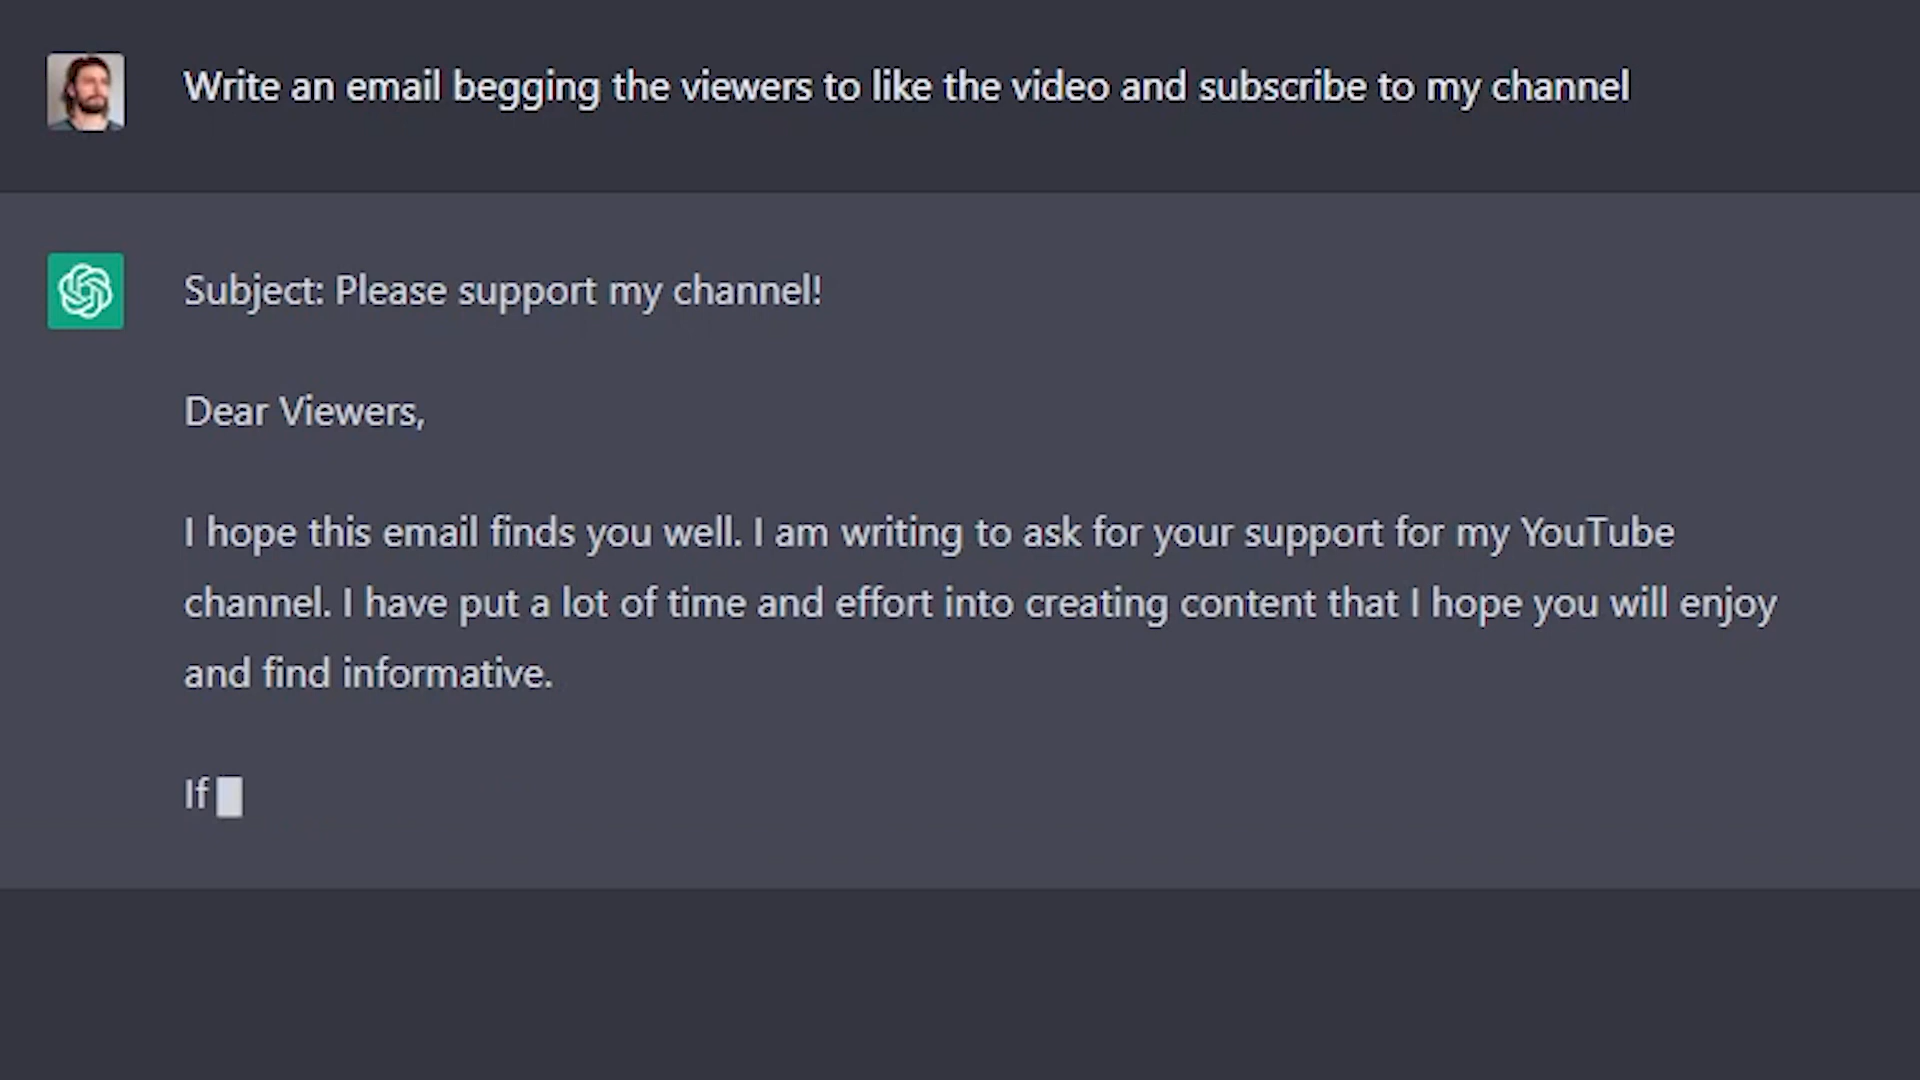 Write an email begging the viewers to like the video and subscribe to my channel
Subject: Please support my channel!
Dear Viewers,
I hope this email finds you well. I am writing to ask for your support for my YouTube
channel. I have put a lot of time and effort into creating content that I hope you will enjoy
and find informative.
If